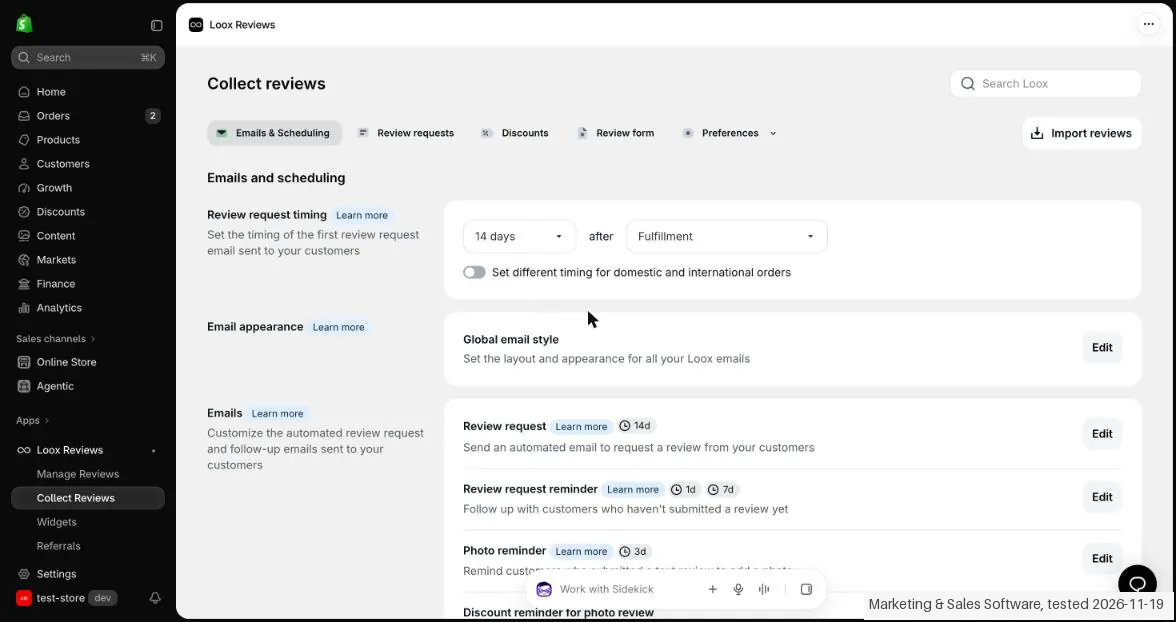 Search ⌘K
Home
Orders 2
Products
Customers
Growth
Discounts
Content
Markets
Finance
Analytics
Sales channels
Online Store
Agentic
Apps
Loox Reviews
Manage Reviews
Collect Reviews
Widgets
Referrals
Settings
test-store dev
Loox Reviews
Collect reviews
Search Loox
Emails & Scheduling Review requests Discounts Review form Preferences
Import reviews
Emails and scheduling
Review request timing Learn more
Set the timing of the first review request
email sent to your customers
14 days after Fulfillment
Set different timing for domestic and international orders
Email appearance Learn more
Global email style
Set the layout and appearance for all your Loox emails
Edit
Emails Learn more
Customize the automated review request
and follow-up emails sent to your
customers
Review request Learn more 14d
Send an automated email to request a review from your customers
Edit
Review request reminder Learn more 1d 7d
Follow up with customers who haven't submitted a review yet
Edit
Photo reminder Learn more 3d
Remind
Edit
Work with Sidekick
Discount reminder for photo review
Marketing & Sales Software, tested 2026-11-19